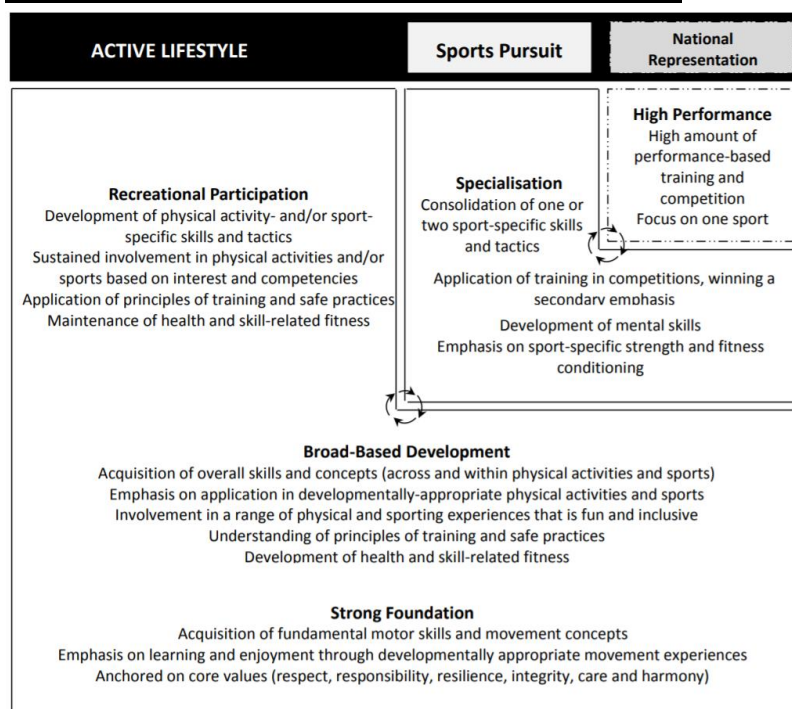 ACTIVE LIFESTYLE
Sports Pursuit
National
Representation
High Performance
High amount of
performance-based
training and
competition
Focus on one sport
Recreational Participation
Development of physical activity- and/or sport-
specific skills and tactics
Sustained involvement in physical activities and/or
sports based on interest and competencies
Application of principles of training and safe practices
Maintenance of health and skill-related fitness
Specialisation
Consolidation of one or
two sport-specific skills
and tactics
Application of training in competitions, winning a
secondary emphasis
Development of mental skills
Emphasis on sport-specific strength and fitness
conditioning
Broad-Based Development
Acquisition of overall skills and concepts (across and within physical activities and sports)
Emphasis on application in developmentally-appropriate physical activities and sports
Involvement in a range of physical and sporting experiences that is fun and inclusive
Understanding of principles of training and safe practices
Development of health and skill-related fitness
Strong Foundation
Acquisition of fundamental motor skills and movement concepts
Emphasis on learning and enjoyment through developmentally appropriate movement experiences
Anchored on core values (respect, responsibility, resilience, integrity, care and harmony)